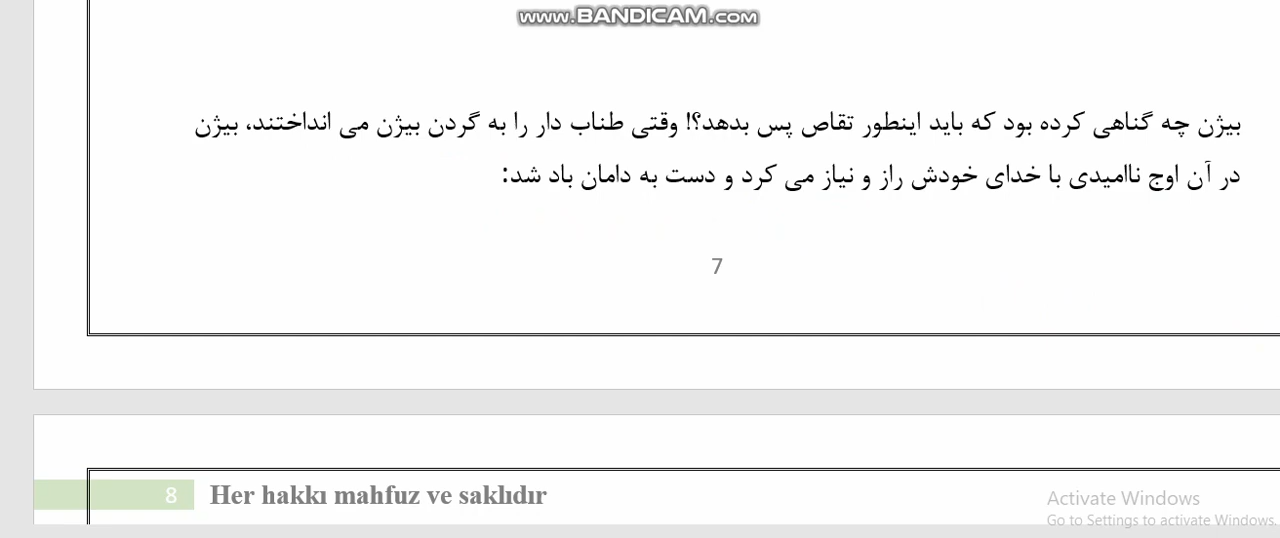 www.BANDICAM.com
بیژن چه گناهی کرده بود که باید اینطور تقاص پس بدهد؟! وقتی طناب دار را به گردن بیژن می انداختند، بیژن
در آن اوج ناامیدی با خدای خودش راز و نیاز می کرد و دست به دامان باد شد:
7
8 Her hakkı mahfuz ve saklıdır
Activate Windows
Go to Settings to activate Windows.